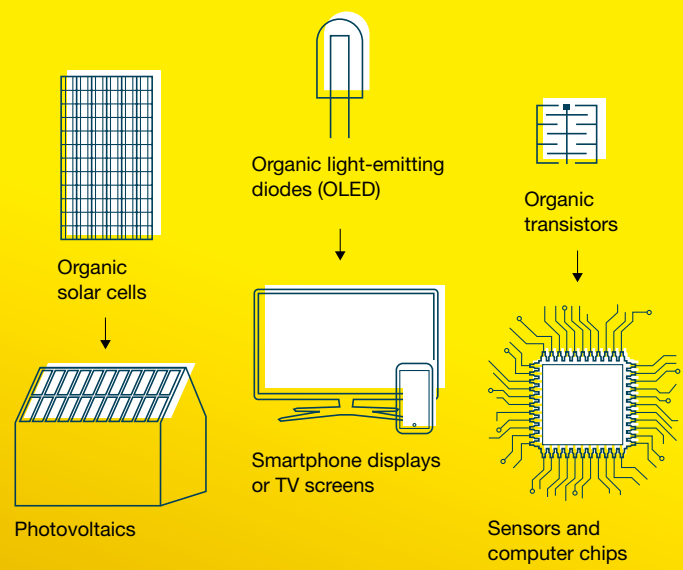 Organic
solar cells
Photovoltaics
Organic light-emitting
diodes (OLED)
Smartphone displays
or TV screens
Organic
transistors
Sensors and
computer chips